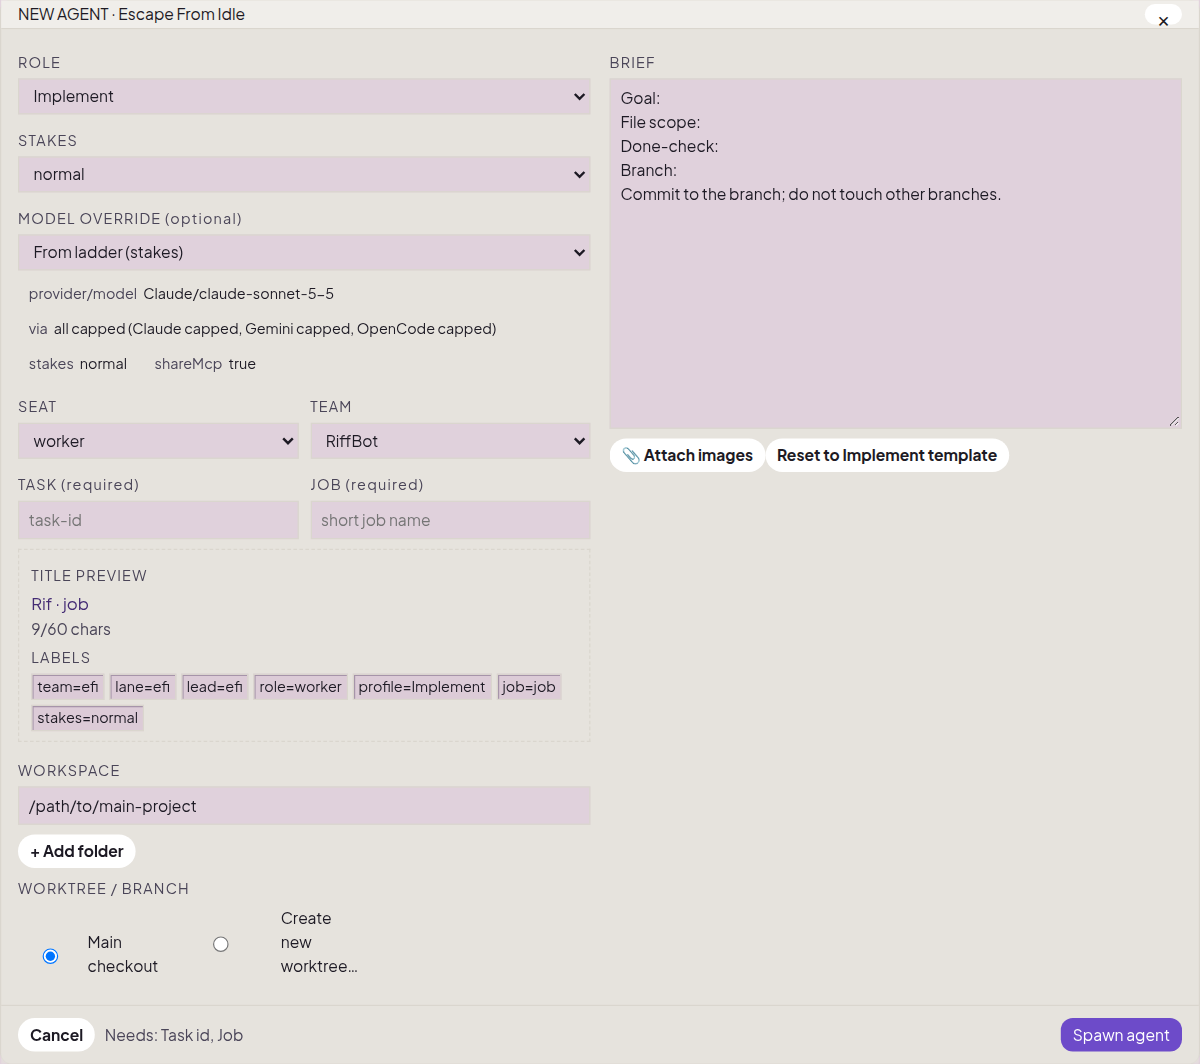 NEW AGENT · Escape From Idle
×
ROLE
Implement
STAKES
normal
MODEL OVERRIDE (optional)
From ladder (stakes)
provider/model Claude/claude-sonnet-5-5
via all capped (Claude capped, Gemini capped, OpenCode capped)
stakes normal shareMcp true
SEAT
worker
TEAM
RiffBot
TASK (required)
task-id
JOB (required)
short job name
TITLE PREVIEW
Rif · job
9/60 chars
LABELS
team=efi lane=efi lead=efi role=worker profile=Implement job=job
stakes=normal
WORKSPACE
/path/to/main-project
+ Add folder
WORKTREE / BRANCH
Main
checkout
Create
new
worktree…
BRIEF
Goal:
File scope:
Done-check:
Branch:
Commit to the branch; do not touch other branches.
📎 Attach images
Reset to Implement template
Cancel
Needs: Task id, Job
Spawn agent